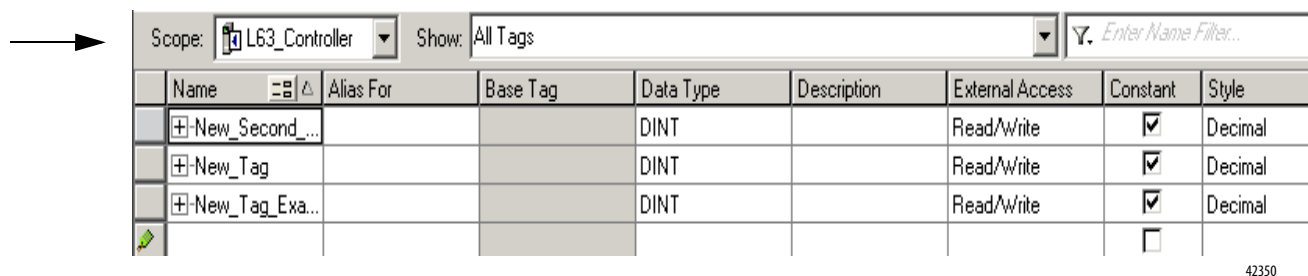 Scope: L63_Controller Show: All Tags Enter Name Filter...
Name Alias For Base Tag Data Type Description External Access Constant Style
New_Second_... DINT Read/Write Decimal
New_Tag DINT Read/Write Decimal
New_Tag_Exa... DINT Read/Write Decimal
42350